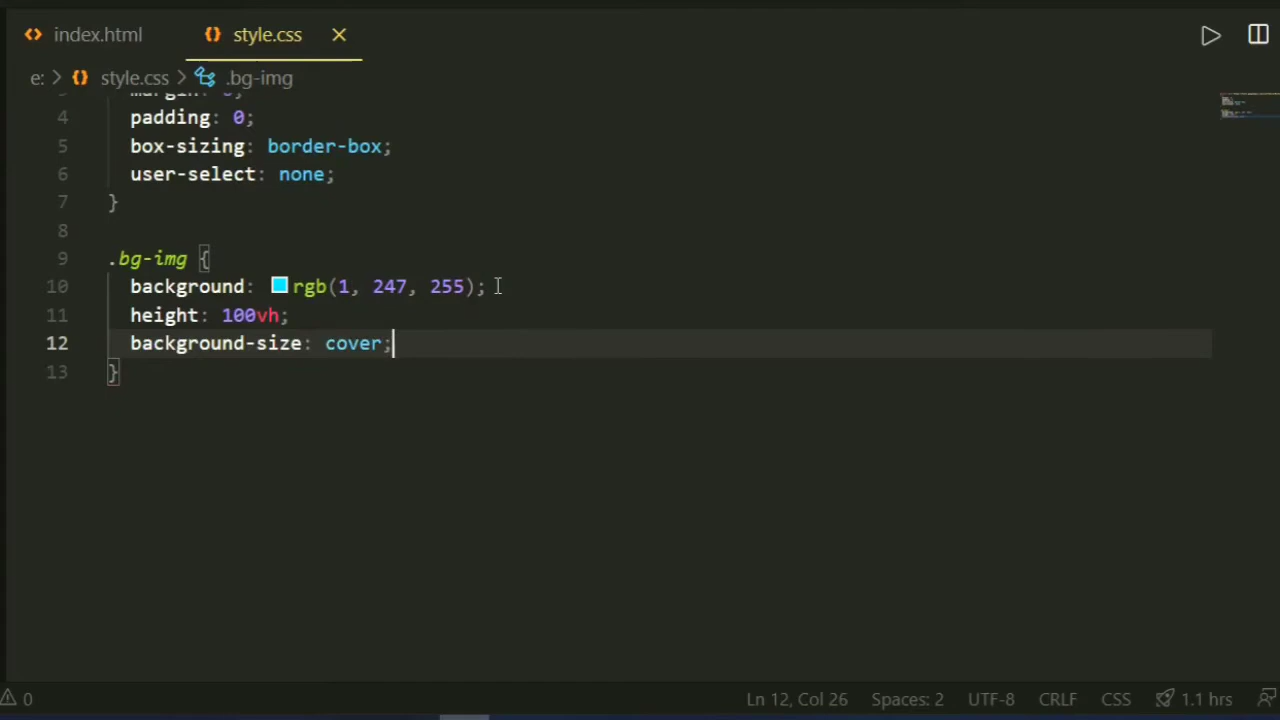 index.html style.css
e: > style.css > .bg-img
4 padding: 0;
5 box-sizing: border-box;
6 user-select: none;
7 }
8
9 .bg-img {
10 background: rgb(1, 247, 255);
11 height: 100vh;
12 background-size: cover;
13 }
0 Ln 12, Col 26 Spaces: 2 UTF-8 CRLF CSS 1.1 hrs